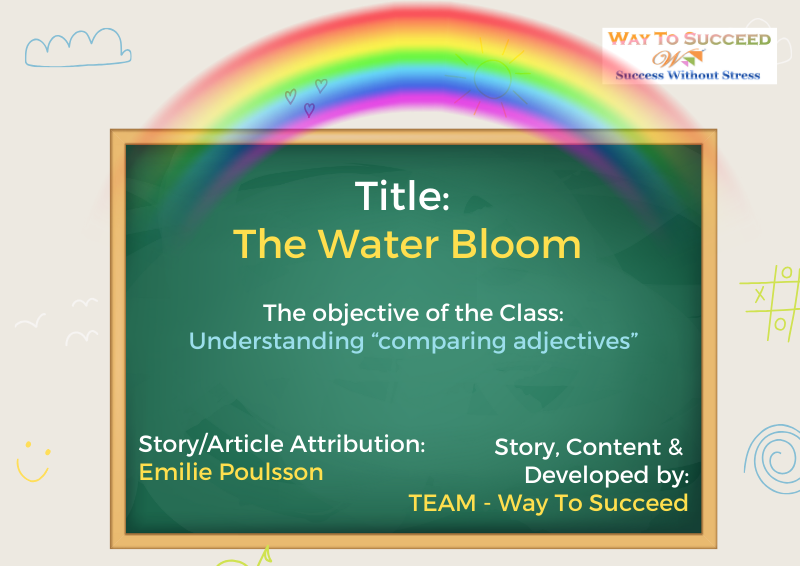 WAY TO SUCCEED
Success Without Stress
Title:
The Water Bloom
The objective of the Class:
Understanding “comparing adjectives”
Story/Article Attribution:
Emilie Poulsson
Story, Content &
Developed by:
TEAM - Way To Succeed
O
X
O